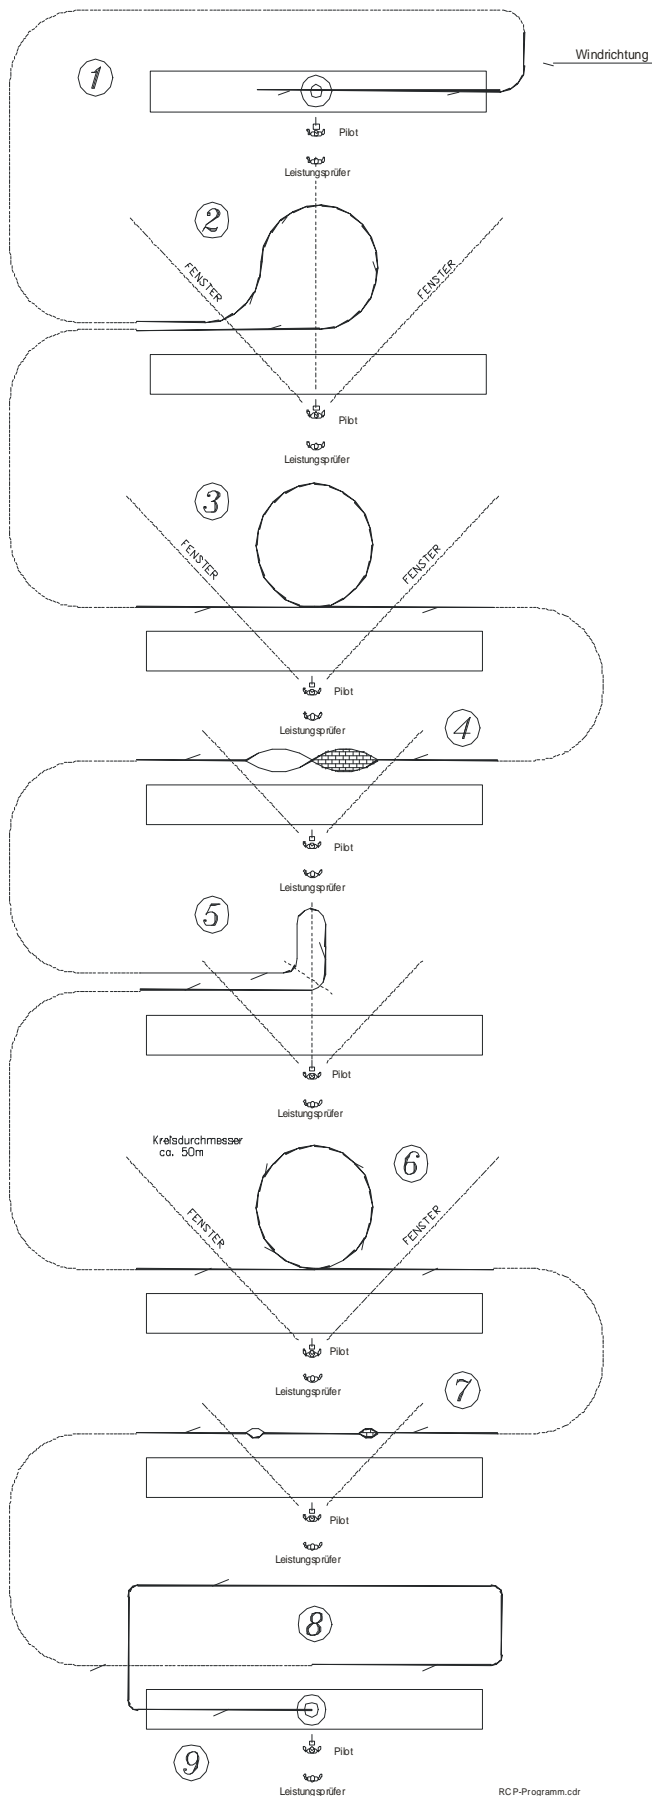 Windrichtung
1
Pilot
Leistungsprüfer
2
FENSTER
FENSTER
Pilot
Leistungsprüfer
3
FENSTER
FENSTER
Pilot
Leistungsprüfer
4
Pilot
Leistungsprüfer
5
Pilot
Leistungsprüfer
Kreisdurchmesser
ca. 50m
6
FENSTER
FENSTER
Pilot
Leistungsprüfer
7
Pilot
Leistungsprüfer
8
9
Pilot
Leistungsprüfer
RCP-Programm.cdr